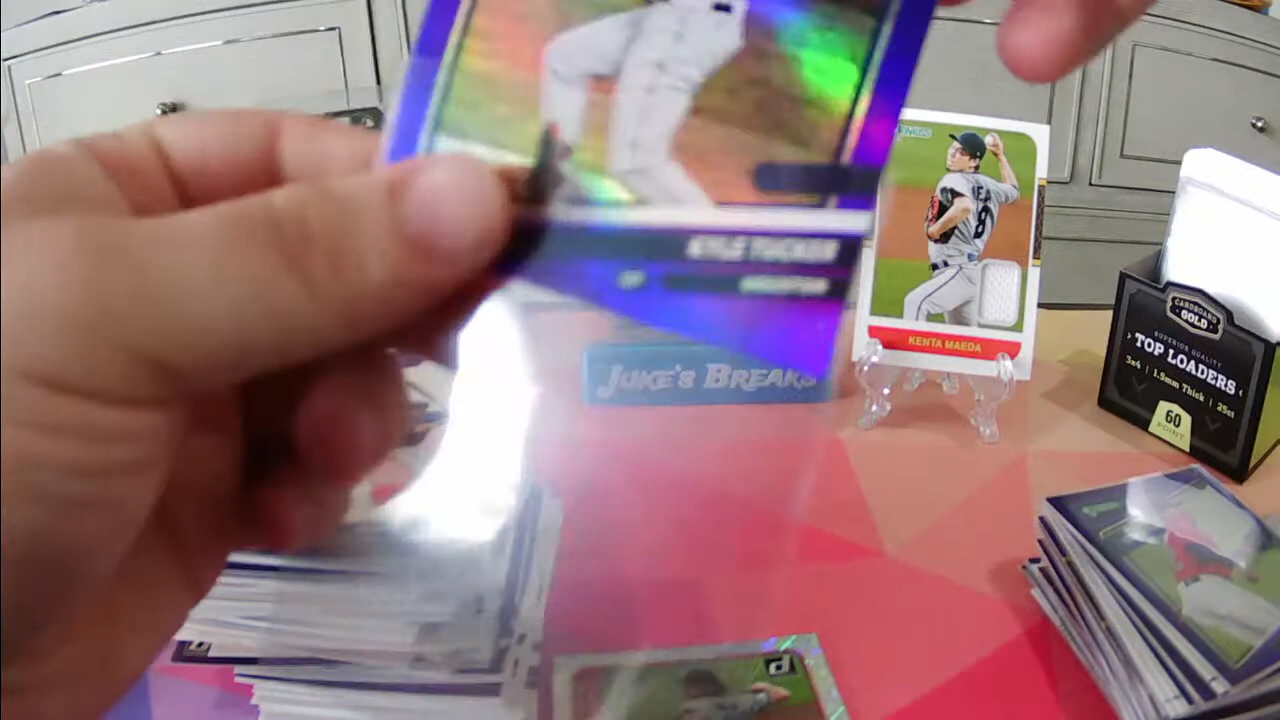 KYLE TUCKER
JUKE'S BREAKS
KENTA MAEDA
8
CARDBOARD
GOLD
SUPERIOR QUALITY
TOP LOADERS
3x4 | 1.5mm Thick | 25ct
60
POINT